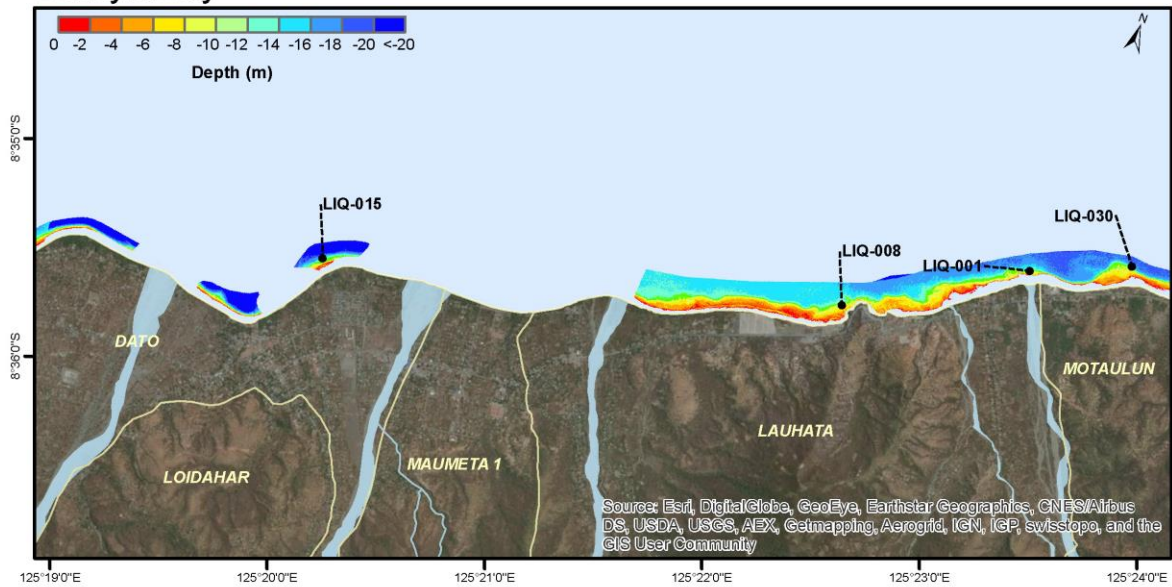 0 -2 -4 -6 -8 -10 -12 -14 -16 -18 -20 <-20
Depth (m)
N
8°35'0"S
8°36'0"S
LIQ-015
LIQ-008
LIQ-001
LIQ-030
DATO
LOIDAHAR
MAUMETA 1
LAUHATA
MOTAULUN
Source: Esri, DigitalGlobe, GeoEye, Earthstar Geographics, CNES/Airbus
DS, USDA, USGS, AEX, Getmapping, Aerogrid, IGN, IGP, swisstopo, and the
GIS User Community
125°19'0"E 125°20'0"E 125°21'0"E 125°22'0"E 125°23'0"E 125°24'0"E